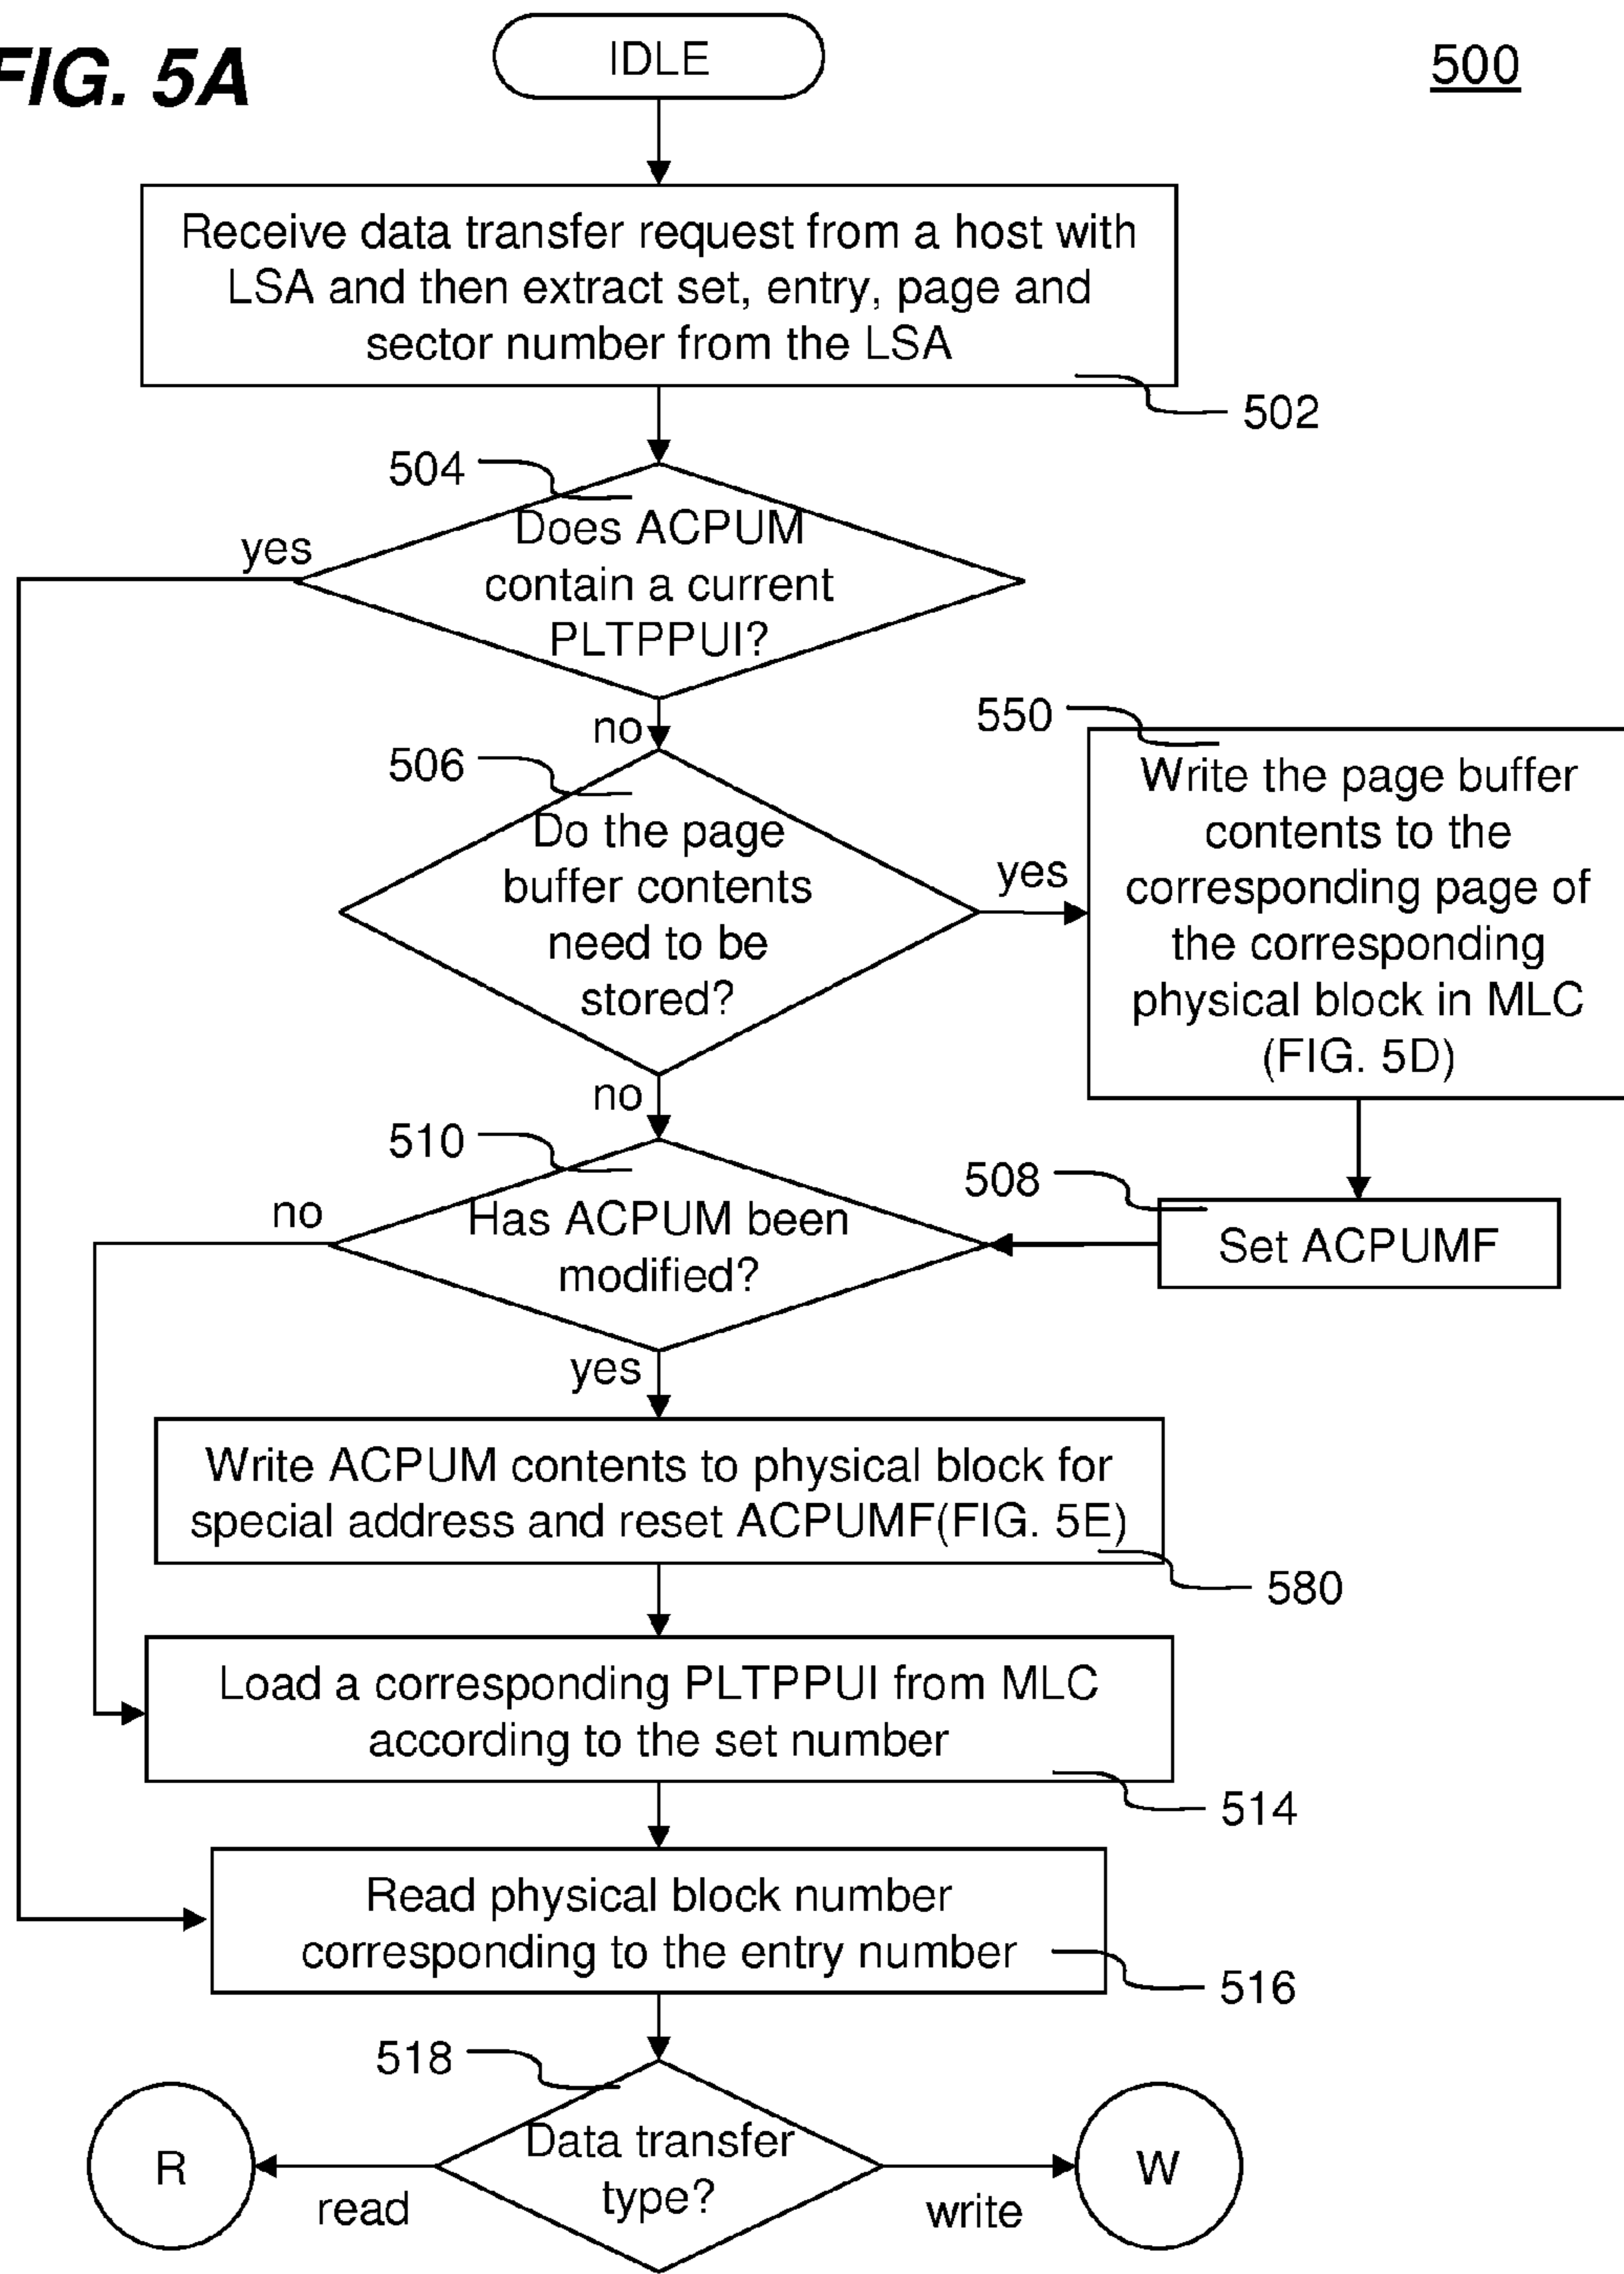 FIG. 5A
IDLE
500
Receive data transfer request from a host with
LSA and then extract set, entry, page and
sector number from the LSA
502
504
Does ACPUM
contain a current
PLTPPUI?
yes
no
506
Do the page
buffer contents
need to be
stored?
yes
550
Write the page buffer
contents to the
corresponding page of
the corresponding
physical block in MLC
(FIG. 5D)
no
510
Has ACPUM been
modified?
no
508
Set ACPUMF
yes
Write ACPUM contents to physical block for
special address and reset ACPUMF(FIG. 5E)
580
Load a corresponding PLTPPUI from MLC
according to the set number
514
Read physical block number
corresponding to the entry number
516
518
Data transfer
type?
R
read
write
W